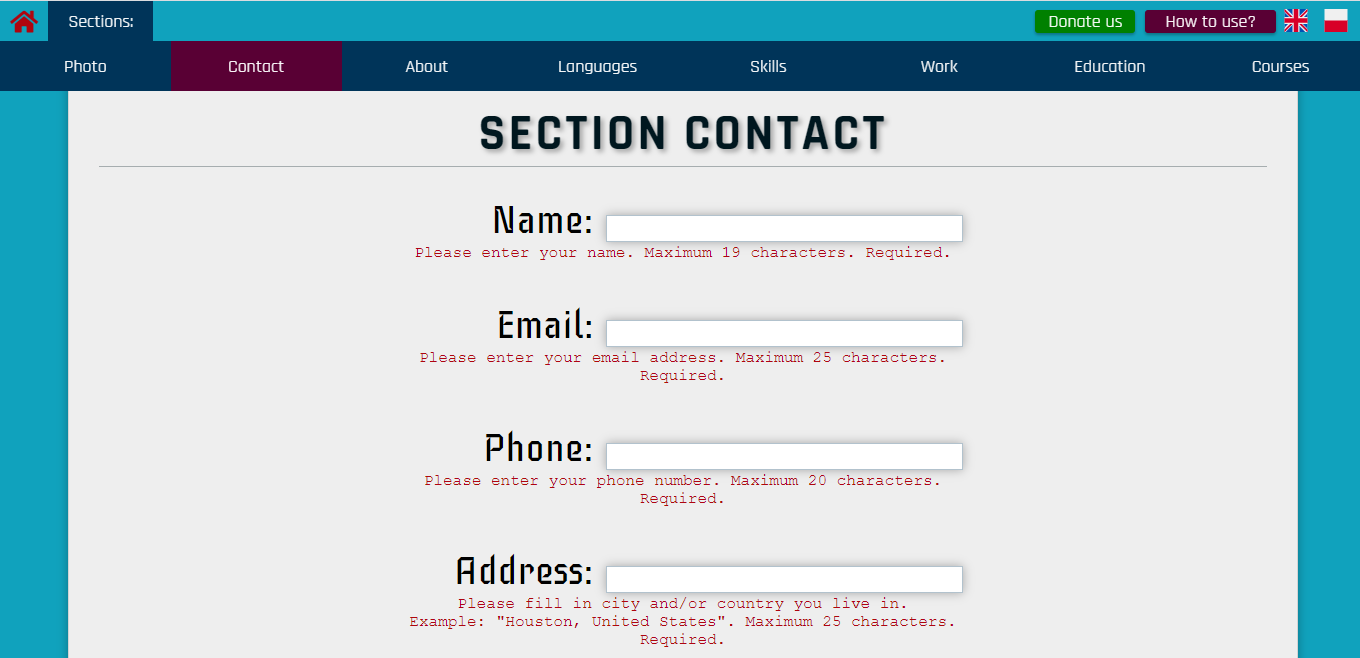 Sections:
Donate us
How to use?
Photo
Contact
About
Languages
Skills
Work
Education
Courses
SECTION CONTACT
Name:
Please enter your name. Maximum 19 characters. Required.
Email:
Please enter your email address. Maximum 25 characters.
Required.
Phone:
Please enter your phone number. Maximum 20 characters.
Required.
Address:
Please fill in city and/or country you live in.
Example: "Houston, United States". Maximum 25 characters.
Required.